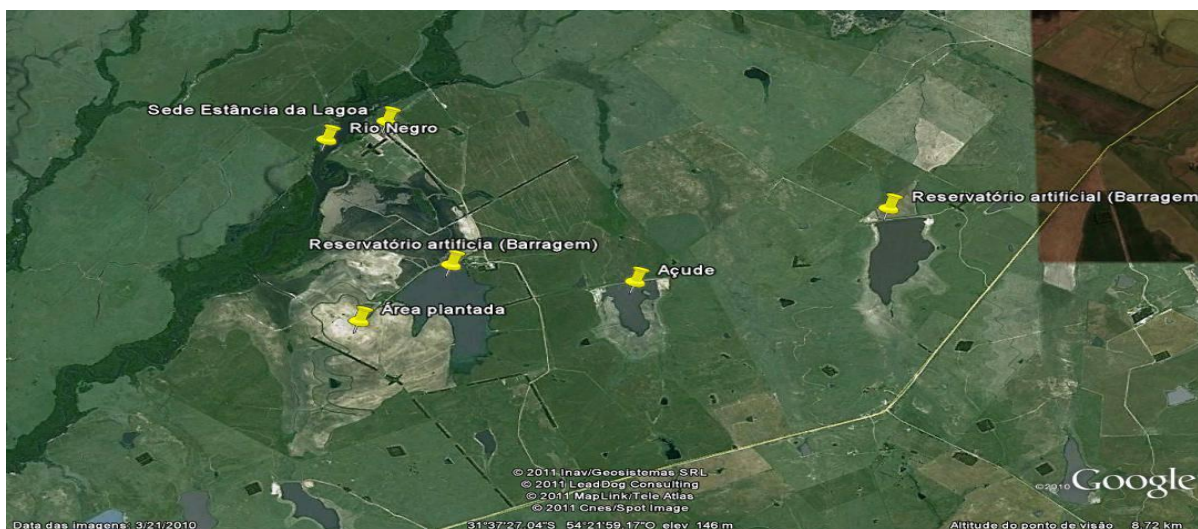 Sede Estância da Lagoa
Rio Negro
Reservatório artificial (Barragem
Reservatório artificia (Barragem)
Açude
Área plantada
© 2011 Inav/Geosistemas SRL
© 2011 LeadDog Consulting
© 2011 MapLink/Tele Atlas
© 2011 Cnes/Spot Image
©2010 Google
Data das imagens: 3/21/2010 31°37'27.04"S 54°21'59.17"O elev 146 m Altitude do ponto de visão 8.72 km